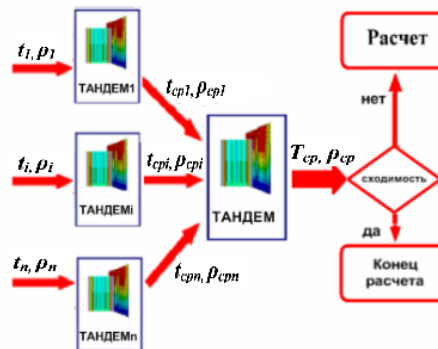 t1, ρ1
ТАНДЕМ1
tср1, ρср1
ti, ρi
ТАНДЕМi
tсрi, ρсрi
ТАНДЕМ
Tср, ρср
tn, ρn
ТАНДЕМn
tсрn, ρсрn
Расчет
нет
сходимость
да
Конец
расчета